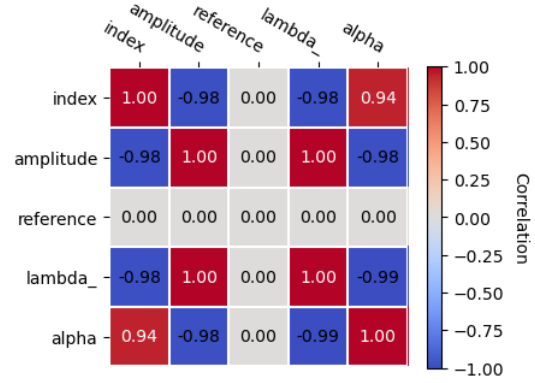 index amplitude reference lambda_ alpha
index 1.00 -0.98 0.00 -0.98 0.94
amplitude -0.98 1.00 0.00 1.00 -0.98
reference 0.00 0.00 0.00 0.00 0.00
lambda_ -0.98 1.00 0.00 1.00 -0.99
alpha 0.94 -0.98 0.00 -0.99 1.00
1.00
0.75
0.50
0.25
0.00
−0.25
−0.50
−0.75
−1.00
Correlation